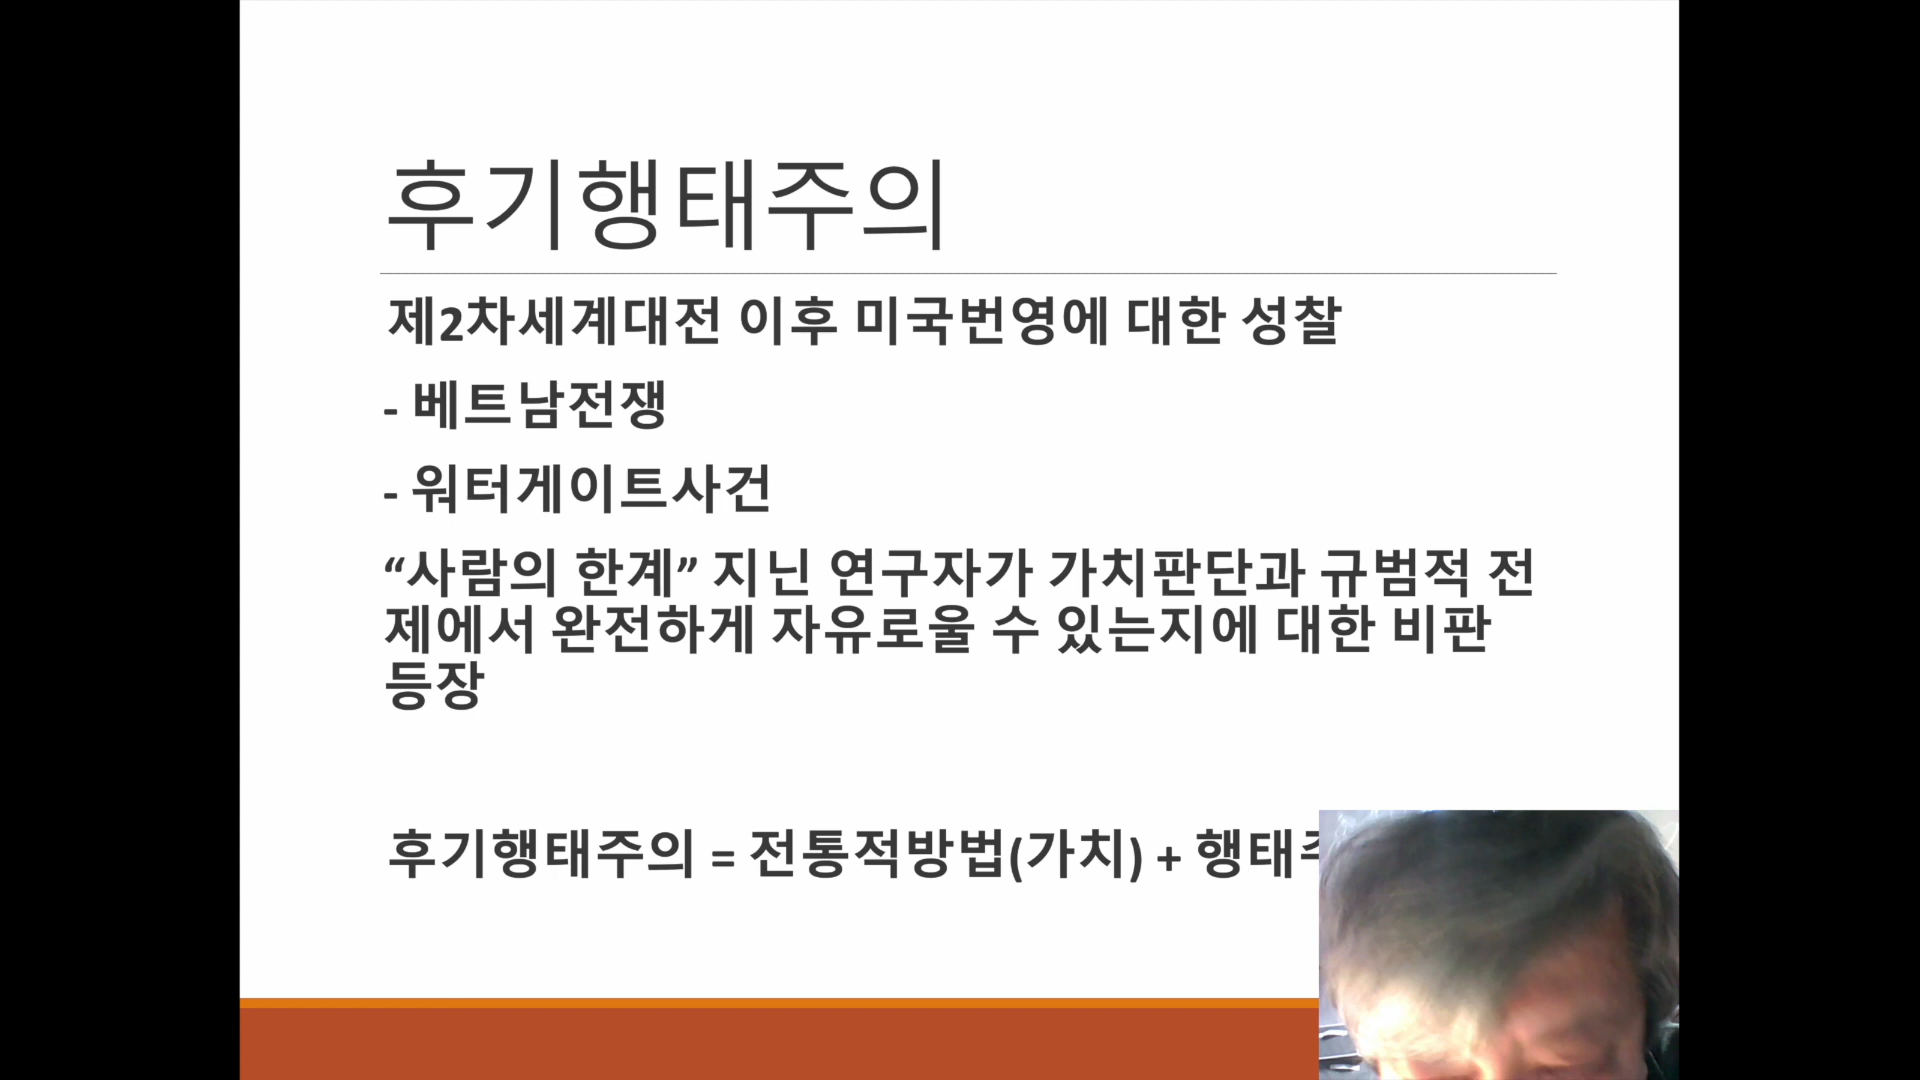 후기행태주의
제2차세계대전 이후 미국번영에 대한 성찰
- 베트남전쟁
- 워터게이트사건
“사람의 한계” 지닌 연구자가 가치판단과 규범적 전
제에서 완전하게 자유로울 수 있는지에 대한 비판
등장
후기행태주의 = 전통적방법(가치) + 행태